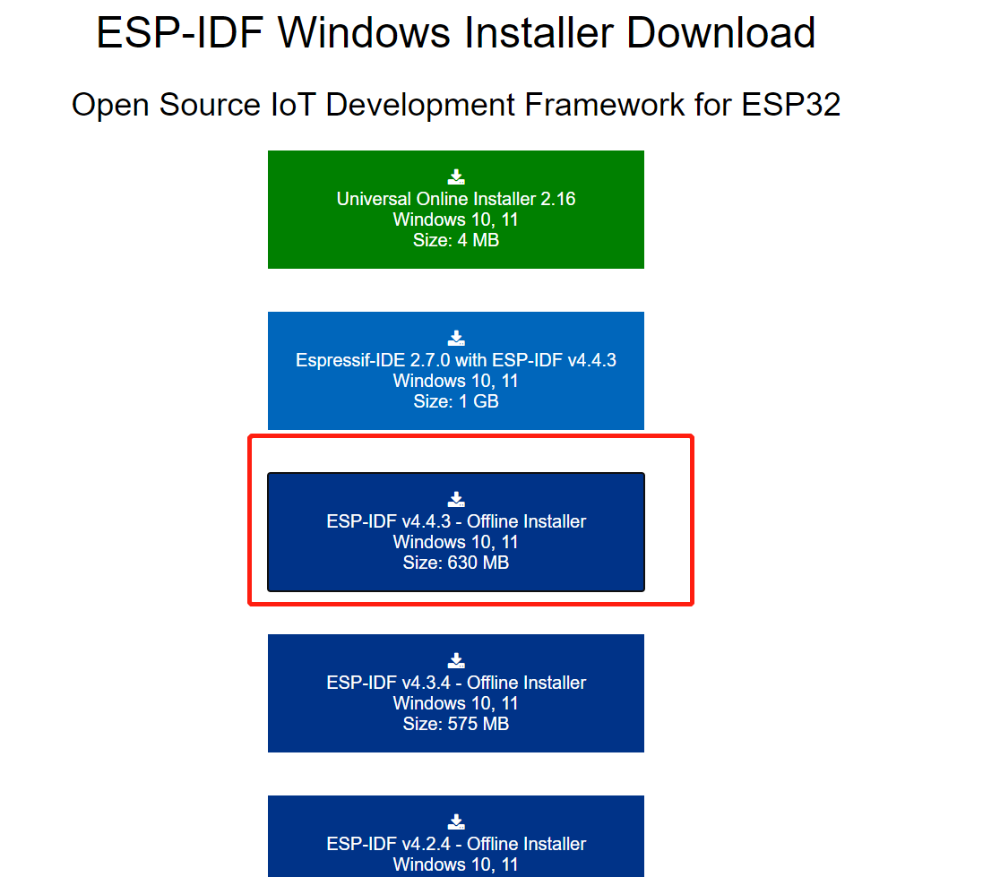 ESP-IDF Windows Installer Download
Open Source IoT Development Framework for ESP32
Universal Online Installer 2.16
Windows 10, 11
Size: 4 MB
Espressif-IDE 2.7.0 with ESP-IDF v4.4.3
Windows 10, 11
Size: 1 GB
ESP-IDF v4.4.3 - Offline Installer
Windows 10, 11
Size: 630 MB
ESP-IDF v4.3.4 - Offline Installer
Windows 10, 11
Size: 575 MB
ESP-IDF v4.2.4 - Offline Installer
Windows 10, 11